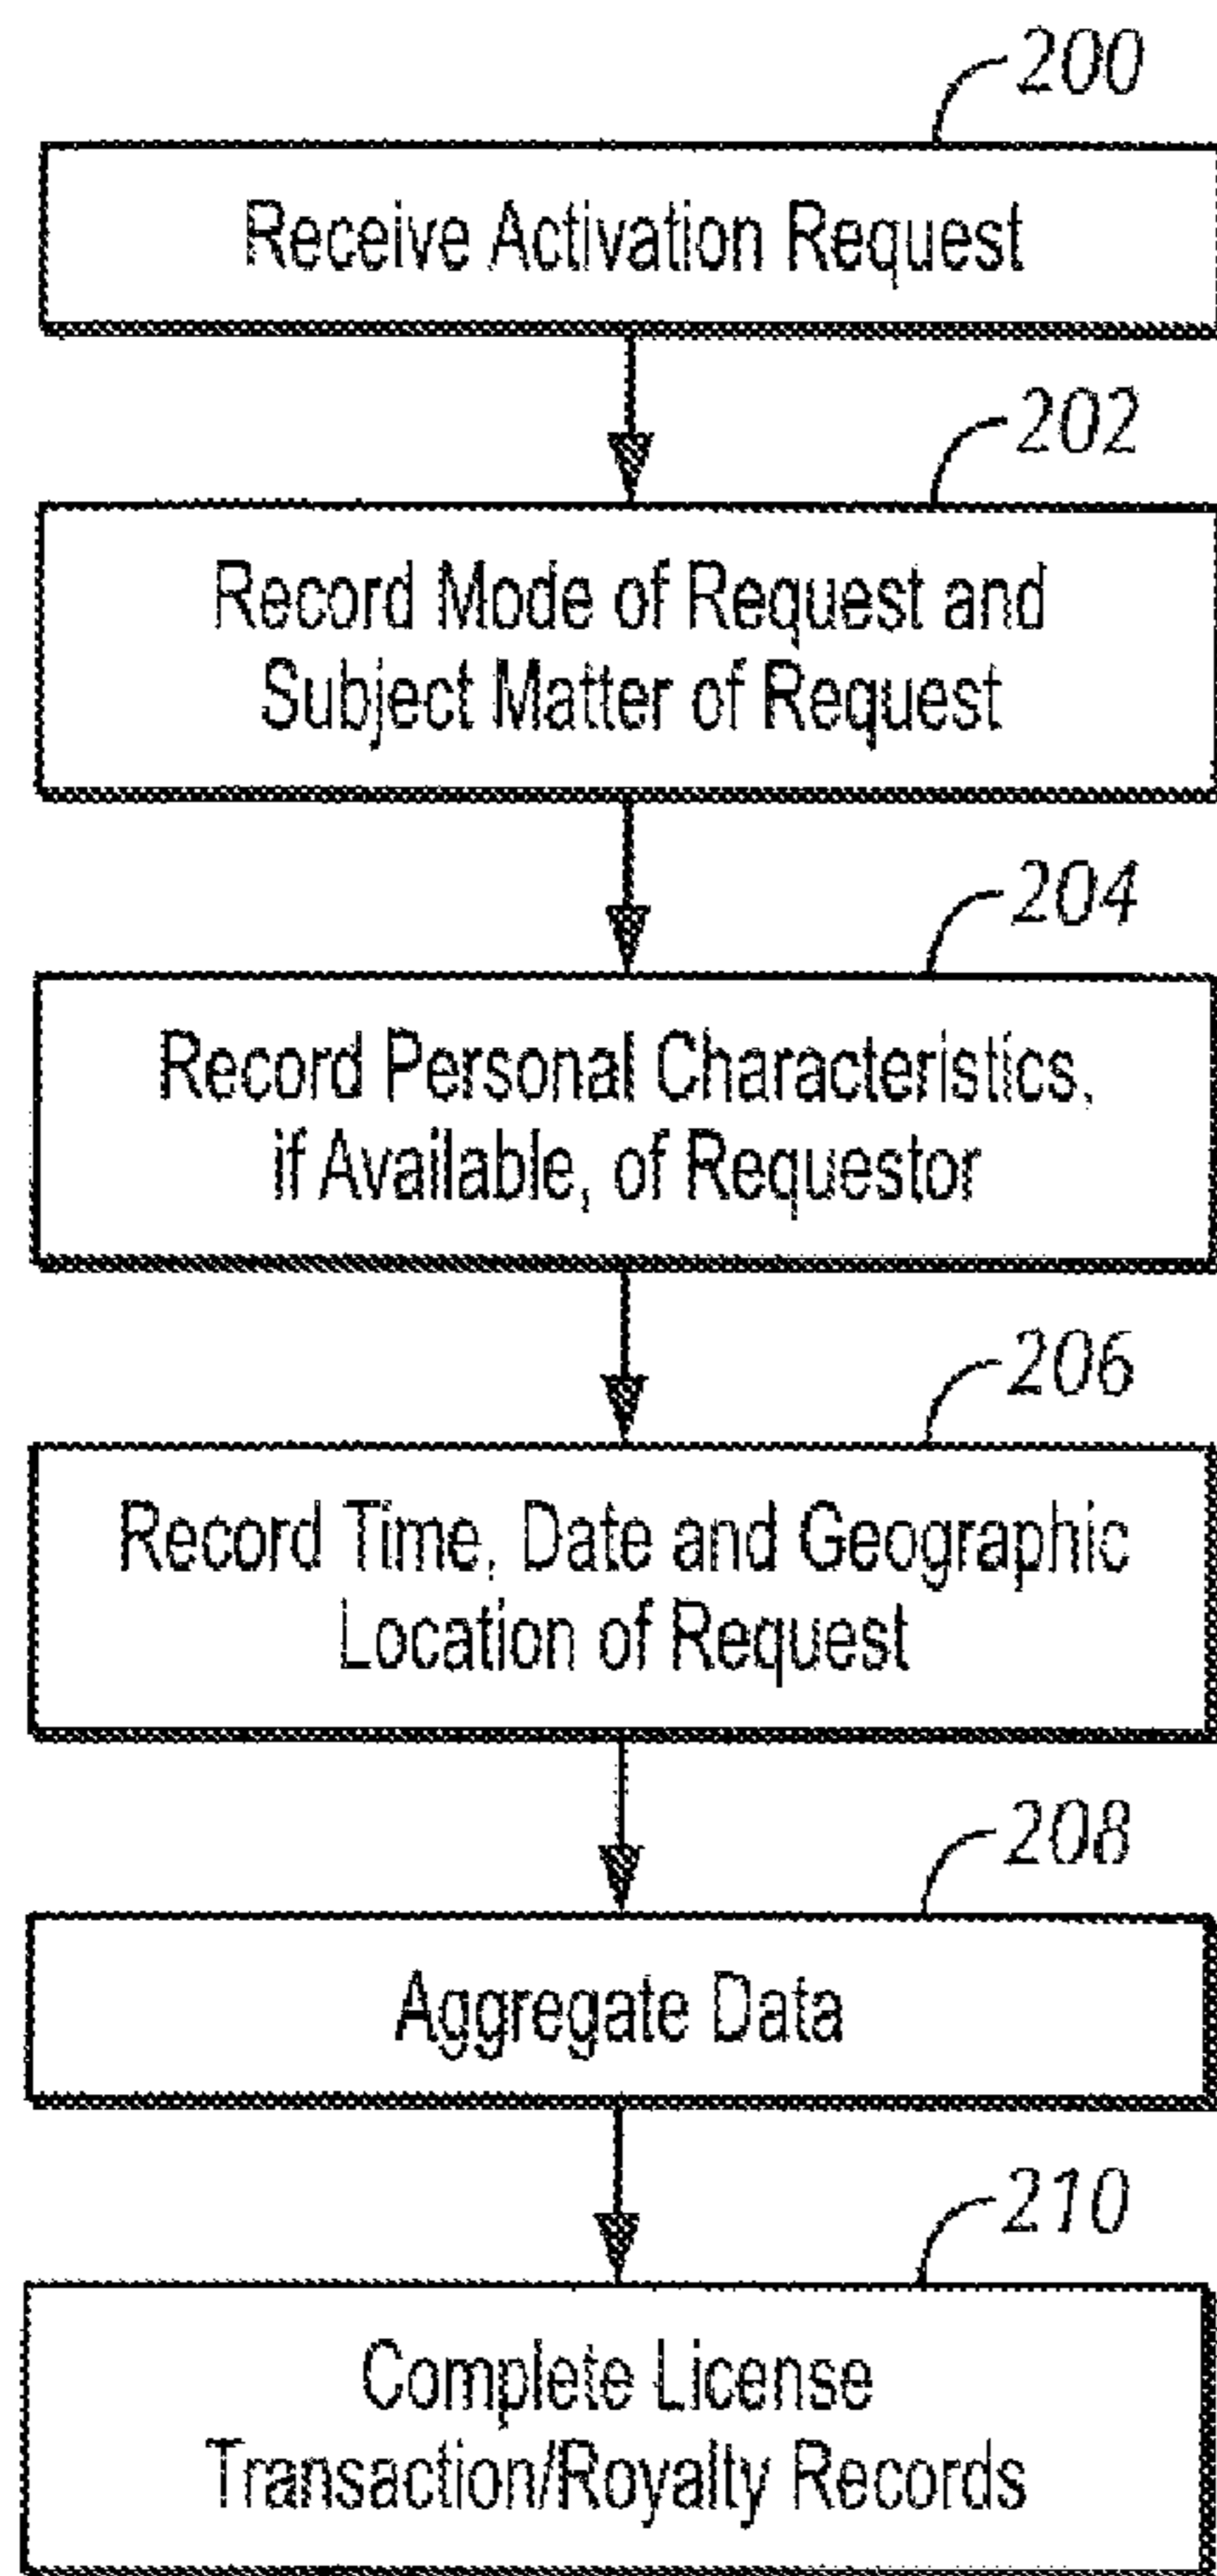 200
Receive Activation Request
202
Record Mode of Request and
Subject Matter of Request
204
Record Personal Characteristics,
if Available, of Requestor
206
Record Time, Date and Geographic
Location of Request
208
Aggregate Data
210
Complete License
Transaction/Royalty Records